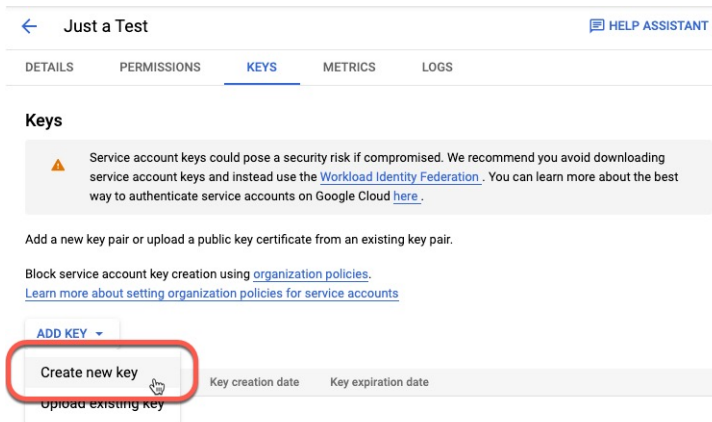 Just a Test
HELP ASSISTANT
DETAILS PERMISSIONS KEYS METRICS LOGS
Keys
Service account keys could pose a security risk if compromised. We recommend you avoid downloading
service account keys and instead use the Workload Identity Federation . You can learn more about the best
way to authenticate service accounts on Google Cloud here .
Add a new key pair or upload a public key certificate from an existing key pair.
Block service account key creation using organization policies.
Learn more about setting organization policies for service accounts
ADD KEY
Create new key
Key creation date Key expiration date
Upload existing key